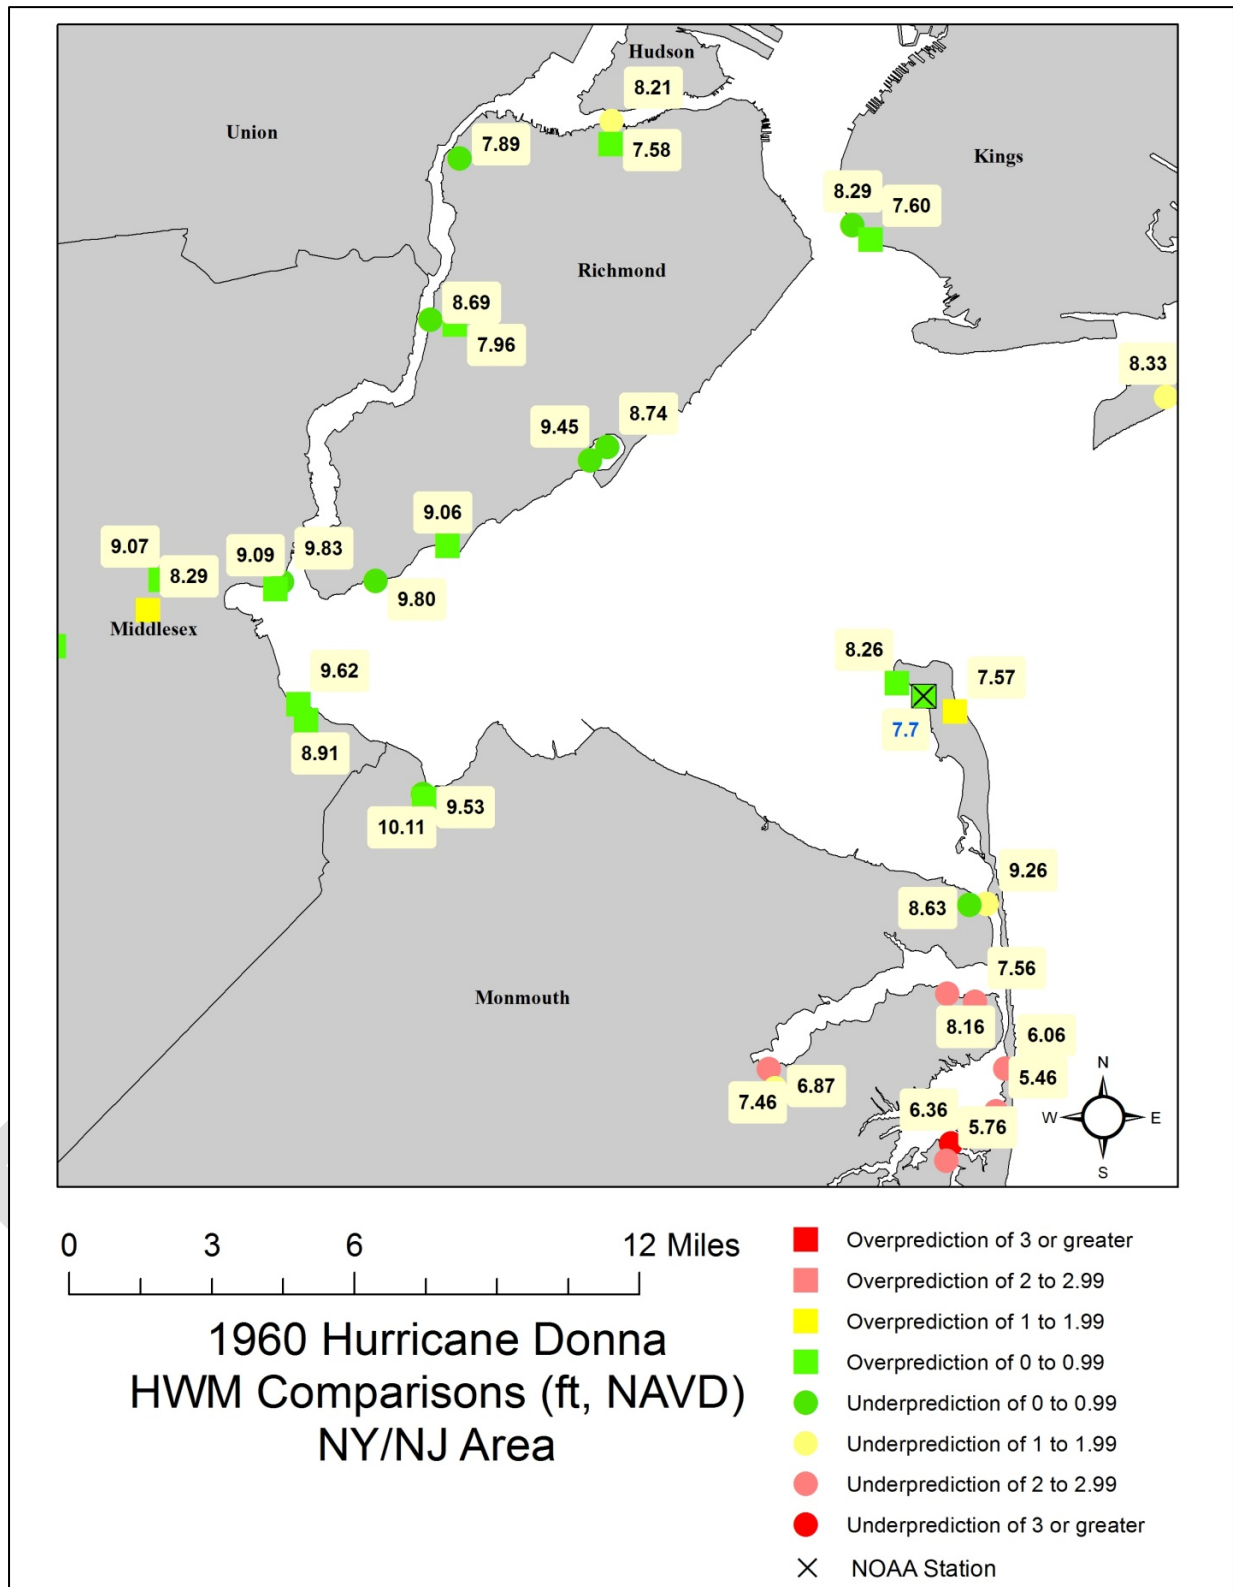 Hudson
8.21
Union
7.89
7.58
Kings
8.29
7.60
Richmond
8.69
7.96
8.33
9.45
8.74
9.06
9.07
8.29
9.09
9.83
9.80
Middlesex
8.26
7.57
9.62
7.7
8.91
9.53
10.11
9.26
8.63
7.56
Monmouth
8.16
6.06
5.46
7.46
6.87
6.36
5.76
N
W
E
S
0 3 6 12 Miles
1960 Hurricane Donna
HWM Comparisons (ft, NAVD)
NY/NJ Area
Overprediction of 3 or greater
Overprediction of 2 to 2.99
Overprediction of 1 to 1.99
Overprediction of 0 to 0.99
Underprediction of 0 to 0.99
Underprediction of 1 to 1.99
Underprediction of 2 to 2.99
Underprediction of 3 or greater
NOAA Station